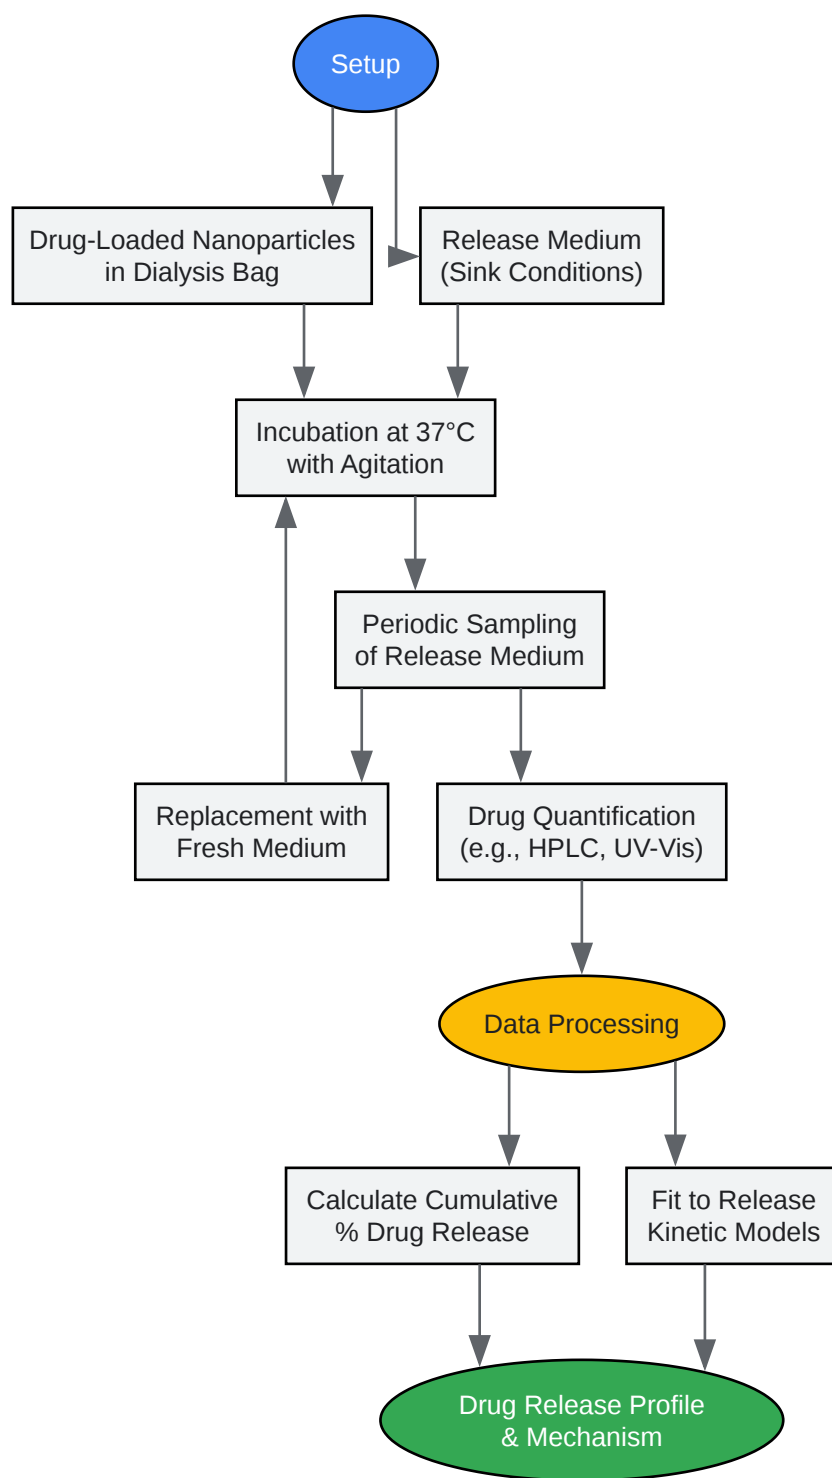 Setup
Drug-Loaded Nanoparticles
in Dialysis Bag
Release Medium
(Sink Conditions)
Incubation at 37°C
with Agitation
Periodic Sampling
of Release Medium
Replacement with
Fresh Medium
Drug Quantification
(e.g., HPLC, UV-Vis)
Data Processing
Calculate Cumulative
% Drug Release
Fit to Release
Kinetic Models
Drug Release Profile
& Mechanism